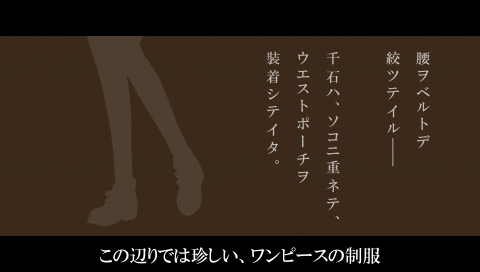 腰ヲベルトデ
絞ツテイル――
千石ハ、ソコニ重ネテ、
ウエストポーチヲ
装着シテイタ。
この辺りでは珍しい、ワンピースの制服